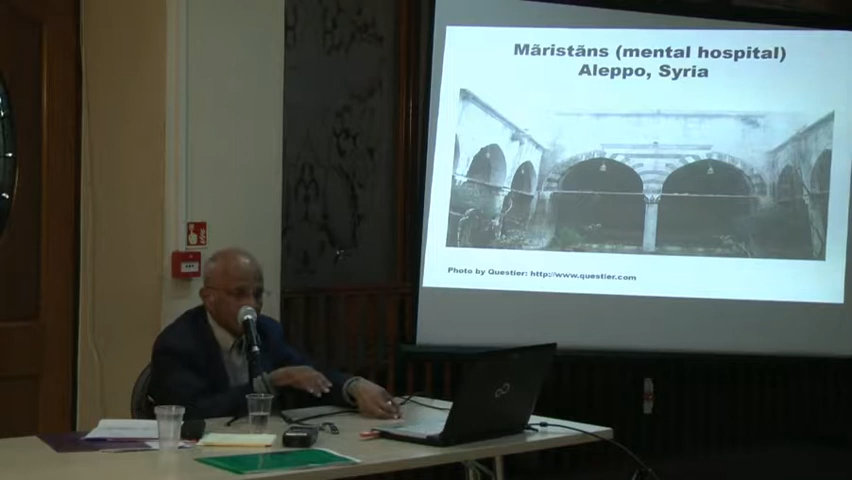 Māristāns (mental hospital)
Aleppo, Syria
Photo by Questier: http://www.questier.com